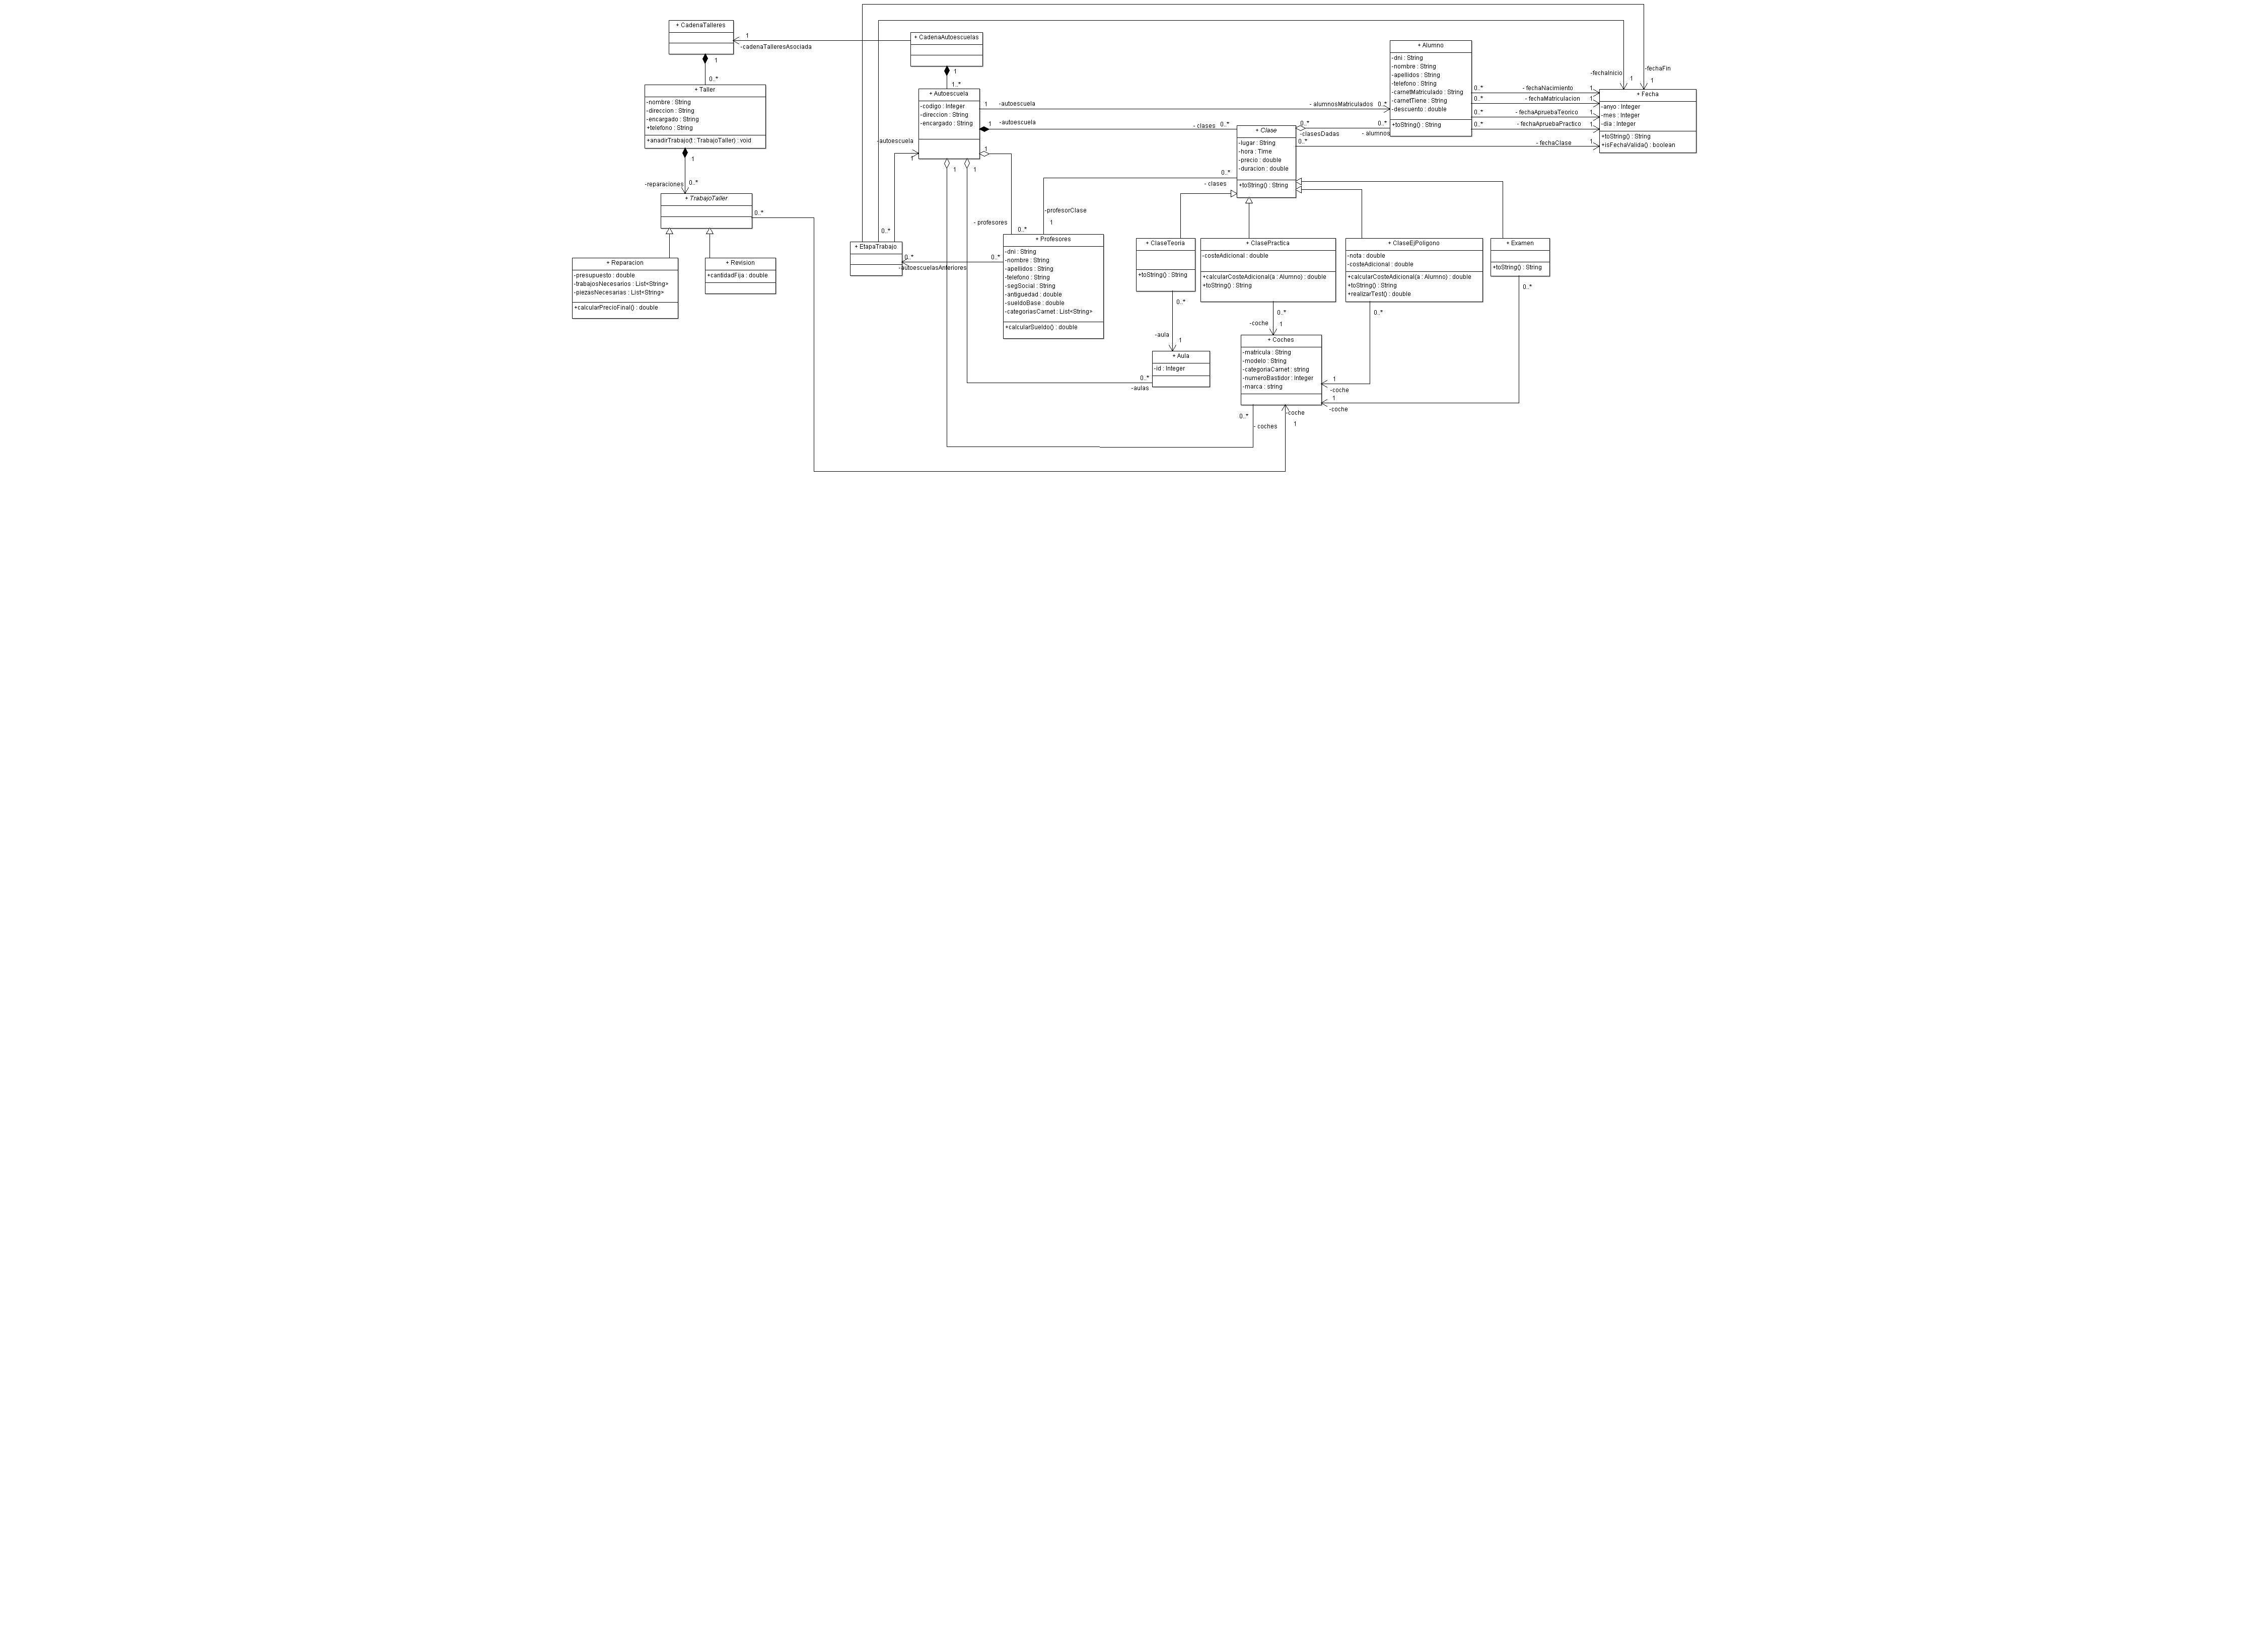 + CadenaTalleres
1
-cadenaTalleresAsociada
+ CadenaAutoescuelas
1
0..*
1
1..*
+ Taller
-nombre : String
-direccion : String
-encargado : String
+telefono : String
+anadirTrabajo(t : TrabajoTaller) : void
1
-reparaciones
0..*
+ TrabajoTaller
0..*
+ Reparacion
-presupuesto : double
-trabajosNecesarios : List<String>
-piezasNecesarias : List<String>
+calcularPrecioFinal() : double
+ Revision
+cantidadFija : double
+ Autoescuela
-codigo : Integer
-direccion : String
-encargado : String
1
-autoescuela
- alumnosMatriculados
0..*
1
-autoescuela
- clases
0..*
-autoescuela
1
1
1
1
0..*
+ EtapaTrabajo
0..*
-autoescuelasAnteriores
0..*
- profesores
0..*
-profesorClase
1
+ Profesores
-dni : String
-nombre : String
-apellidos : String
-telefono : String
-segSocial : String
-antiguedad : double
-sueldoBase : double
-categoriasCarnet : List<String>
+calcularSueldo() : double
+ Alumno
-dni : String
-nombre : String
-apellidos : String
-telefono : String
-carnetMatriculado : String
-carnetTiene : String
-descuento : double
+toString() : String
-fechaInicio
1
-fechaFin
1
0..*
- fechaNacimiento
1
0..*
- fechaMatriculacion
1
0..*
- fechaApruebaTeorico
1
0..*
- fechaApruebaPractico
1
+ Fecha
-anyo : Integer
-mes : Integer
-dia : Integer
+toString() : String
+isFechaValida() : boolean
+ Clase
-lugar : String
-hora : Time
-precio : double
-duracion : double
+toString() : String
0..*
-clasesDadas
0..*
- alumnos
0..*
- fechaClase
1
0..*
- clases
+ ClaseTeoria
+toString() : String
0..*
-aula
1
+ ClasePractica
-costeAdicional : double
+calcularCosteAdicional(a : Alumno) : double
+toString() : String
0..*
-coche
1
+ ClaseEjPoligono
-nota : double
-costeAdicional : double
+calcularCosteAdicional(a : Alumno) : double
+toString() : String
+realizarTest() : double
0..*
+ Examen
+toString() : String
0..*
+ Aula
-id : Integer
0..*
-aulas
+ Coches
-matricula : String
-modelo : String
-categoriaCarnet : string
-numeroBastidor : Integer
-marca : string
1
-coche
1
-coche
0..*
- coches
-coche
1